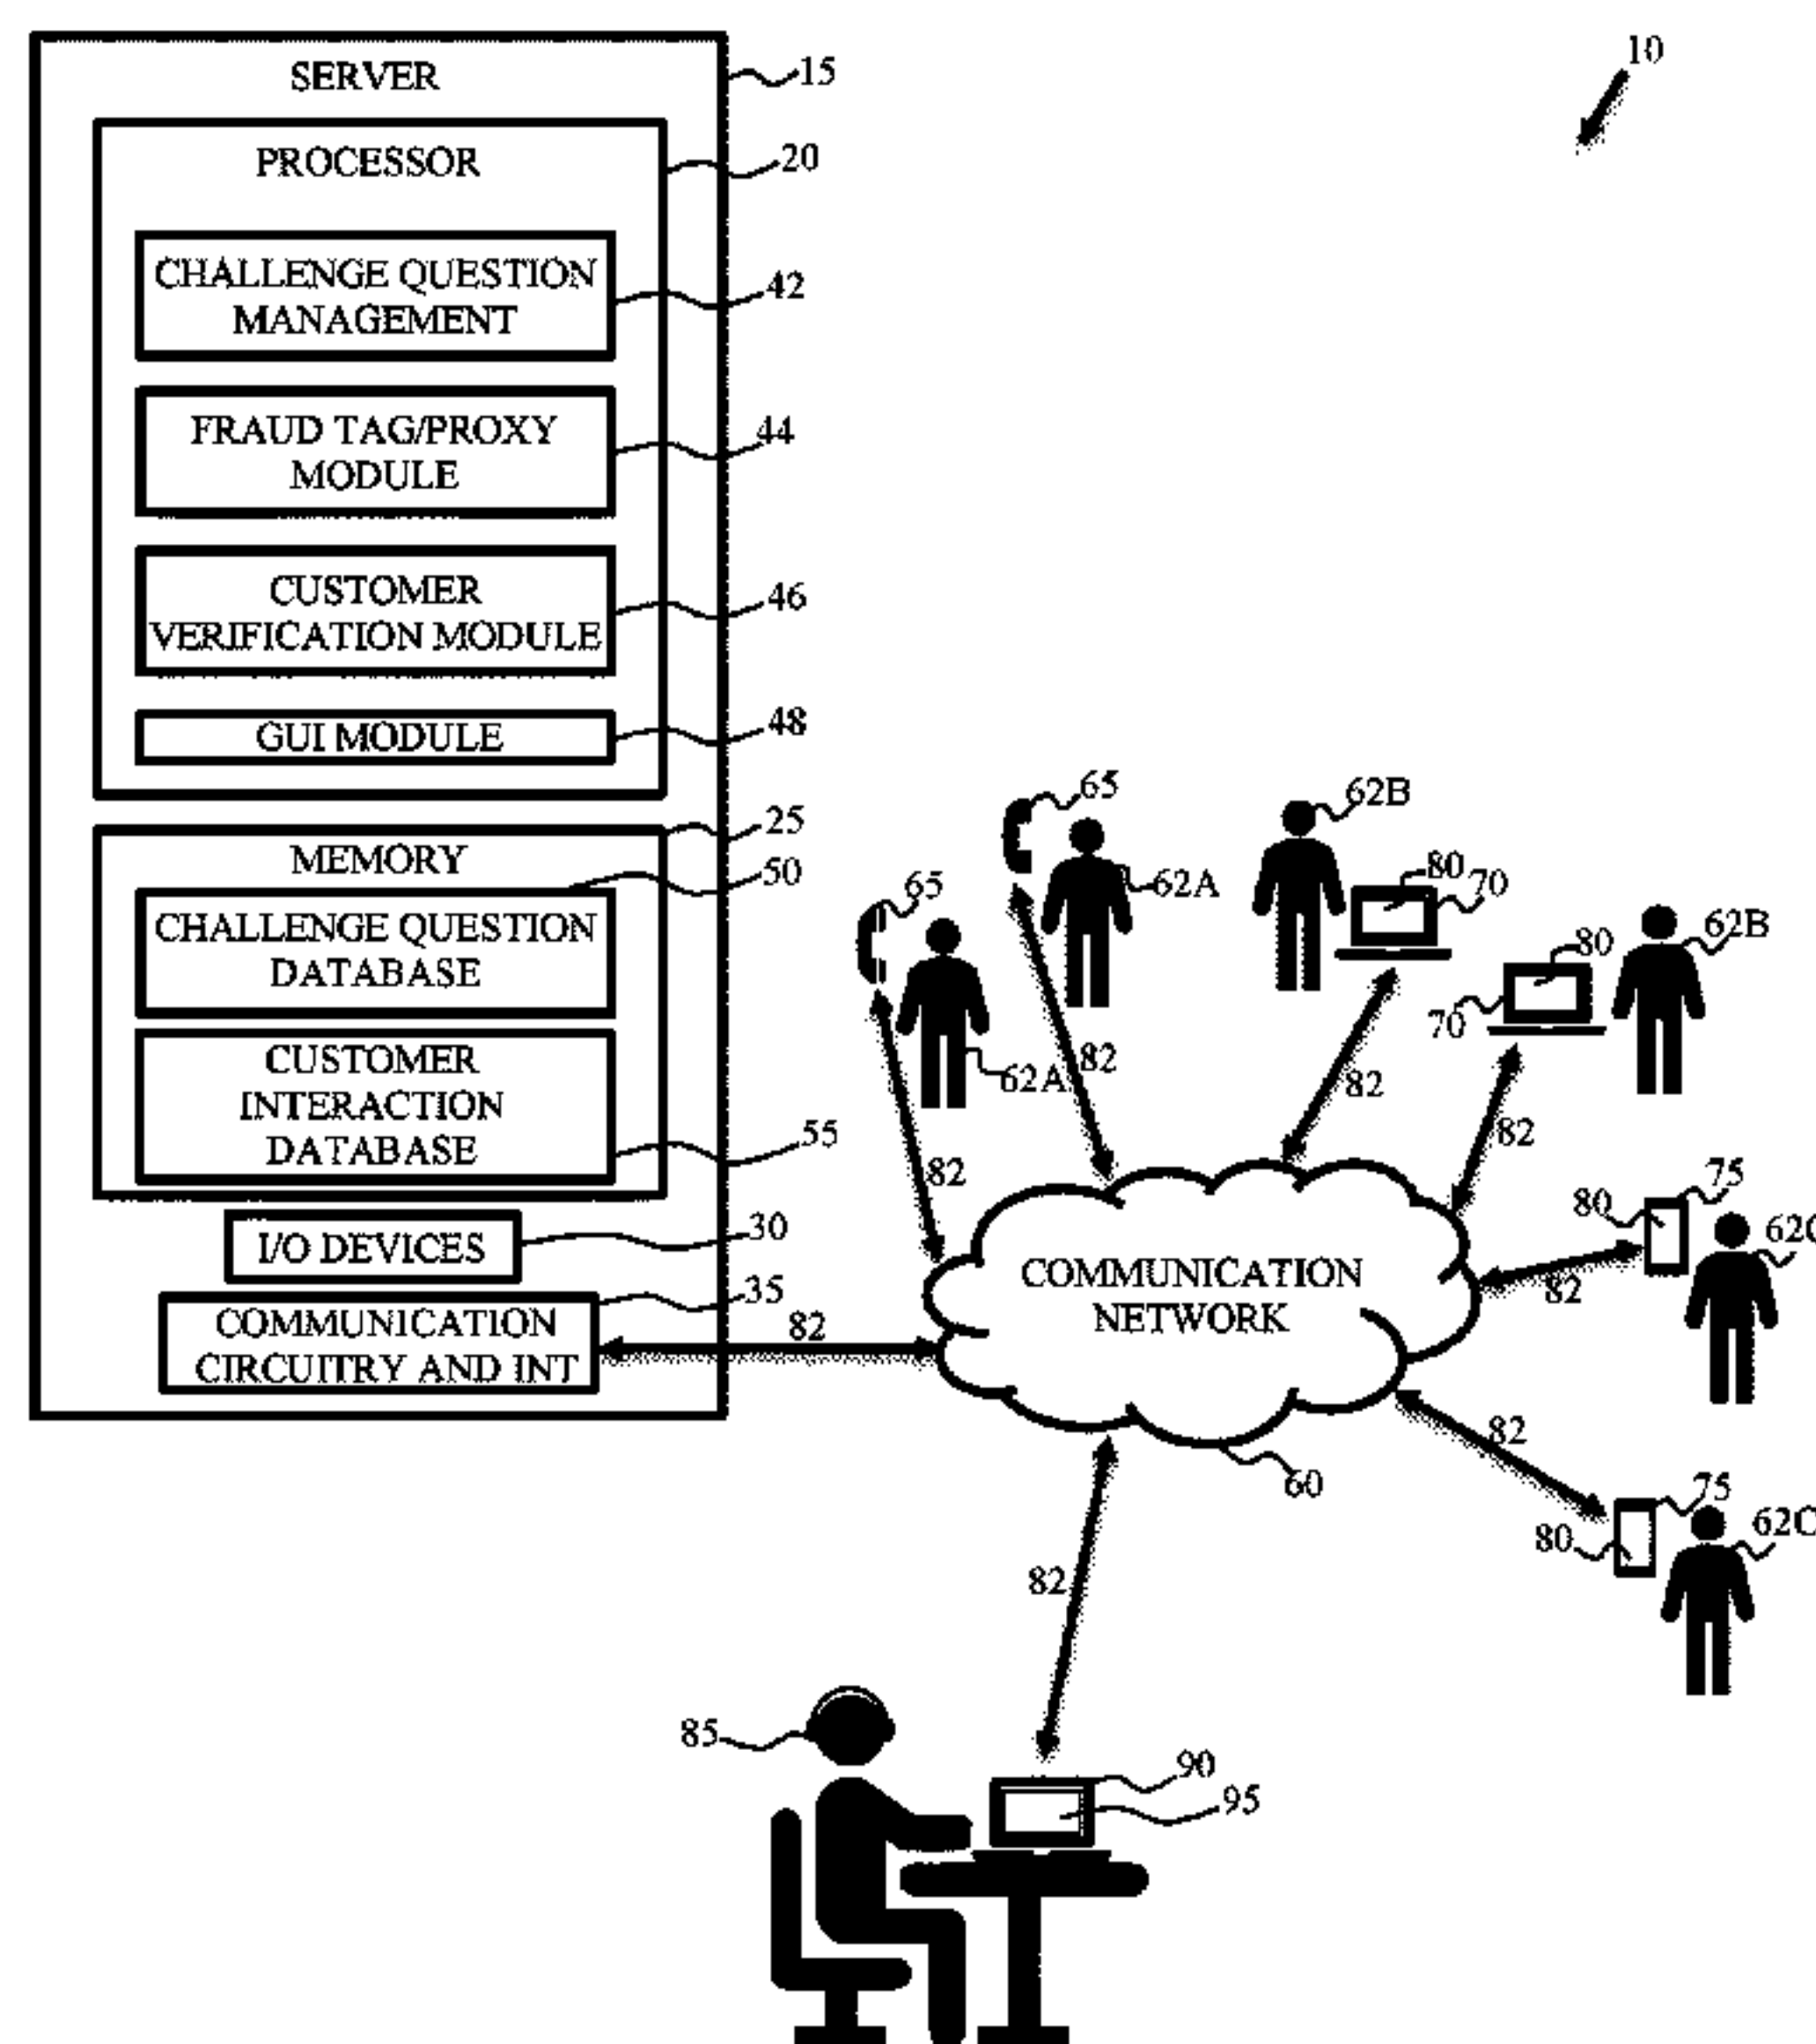 SERVER
15
10
PROCESSOR
20
CHALLENGE QUESTION
MANAGEMENT
42
FRAUD TAG/PROXY
MODULE
44
CUSTOMER
VERIFICATION MODULE
46
GUI MODULE
48
MEMORY
25
50
CHALLENGE QUESTION
DATABASE
CUSTOMER
INTERACTION
DATABASE
55
I/O DEVICES
30
COMMUNICATION
CIRCUITRY AND INT
35
82
65
62A
65
62A
62B
80
70
80
70
62B
82
82
82
82
COMMUNICATION
NETWORK
60
75
80
62C
82
82
75
80
62C
82
85
90
95